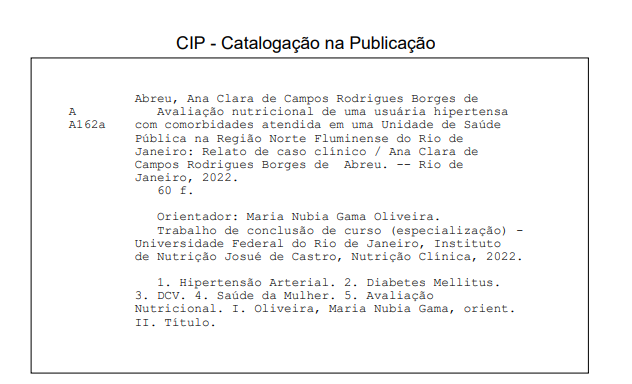 CIP - Catalogação na Publicação
Abreu, Ana Clara de Campos Rodrigues Borges de
A Avaliação nutricional de uma usuária hipertensa
A162a com comorbidades atendida em uma Unidade de Saúde
Pública na Região Norte Fluminense do Rio de
Janeiro: Relato de caso clínico / Ana Clara de
Campos Rodrigues Borges de Abreu. -- Rio de
Janeiro, 2022.
60 f.
Orientador: Maria Nubia Gama Oliveira.
Trabalho de conclusão de curso (especialização) -
Universidade Federal do Rio de Janeiro, Instituto
de Nutrição Josué de Castro, Nutrição Clínica, 2022.
1. Hipertensão Arterial. 2. Diabetes Mellitus.
3. DCV. 4. Saúde da Mulher. 5. Avaliação
Nutricional. I. Oliveira, Maria Nubia Gama, orient.
II. Título.